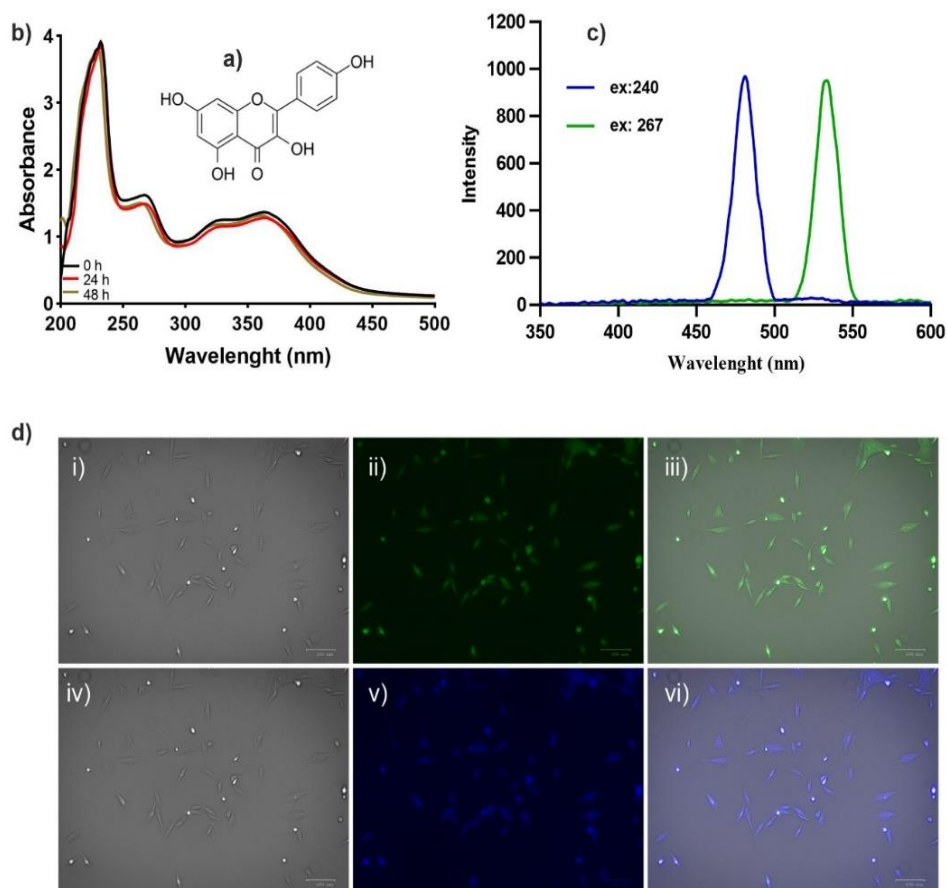 b)
4
3
2
1
0
Absorbance
a)
OH
HO
O
OH
OH
O
0 h
24 h
48 h
200 250 300 350 400 450 500
Wavelenght (nm)
c)
1200
1000
800
600
400
200
0
Intensity
ex:240
ex: 267
350 400 450 500 550 600
Wavelenght (nm)
d)
i)
ii)
iii)
iv)
v)
vi)